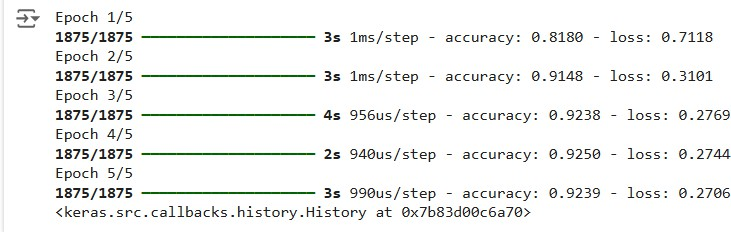 Epoch 1/5
1875/1875 ━━━━━━━━━━━━━━━━━━━━ 3s 1ms/step - accuracy: 0.8180 - loss: 0.7118
Epoch 2/5
1875/1875 ━━━━━━━━━━━━━━━━━━━━ 3s 1ms/step - accuracy: 0.9148 - loss: 0.3101
Epoch 3/5
1875/1875 ━━━━━━━━━━━━━━━━━━━━ 4s 956us/step - accuracy: 0.9238 - loss: 0.2769
Epoch 4/5
1875/1875 ━━━━━━━━━━━━━━━━━━━━ 2s 940us/step - accuracy: 0.9250 - loss: 0.2744
Epoch 5/5
1875/1875 ━━━━━━━━━━━━━━━━━━━━ 3s 990us/step - accuracy: 0.9239 - loss: 0.2706
<keras.src.callbacks.history.History at 0x7b83d00c6a70>